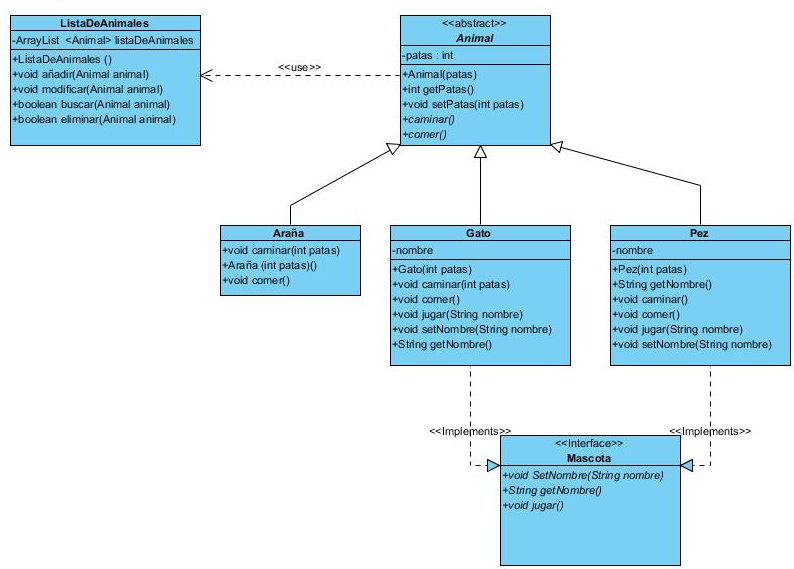 ListaDeAnimales
-ArrayList <Animal> listaDeAnimales
+ListaDeAnimales ()
+void añadir(Animal animal)
+void modificar(Animal animal)
+boolean buscar(Animal animal)
+boolean eliminar(Animal animal)
<<use>>
<<abstract>>
Animal
-patas : int
+Animal(patas)
+int getPatas()
+void setPatas(int patas)
+caminar()
+comer()
Araña
+void caminar(int patas)
+Araña (int patas)()
+void comer()
Gato
-nombre
+Gato(int patas)
+void caminar(int patas)
+void comer()
+void jugar(String nombre)
+void setNombre(String nombre)
+String getNombre()
Pez
-nombre
+Pez(int patas)
+String getNombre()
+void caminar()
+void comer()
+void jugar(String nombre)
+void setNombre(String nombre)
<<Implements>>
<<Implements>>
<<Interface>>
Mascota
+void SetNombre(String nombre)
+String getNombre()
+void jugar()